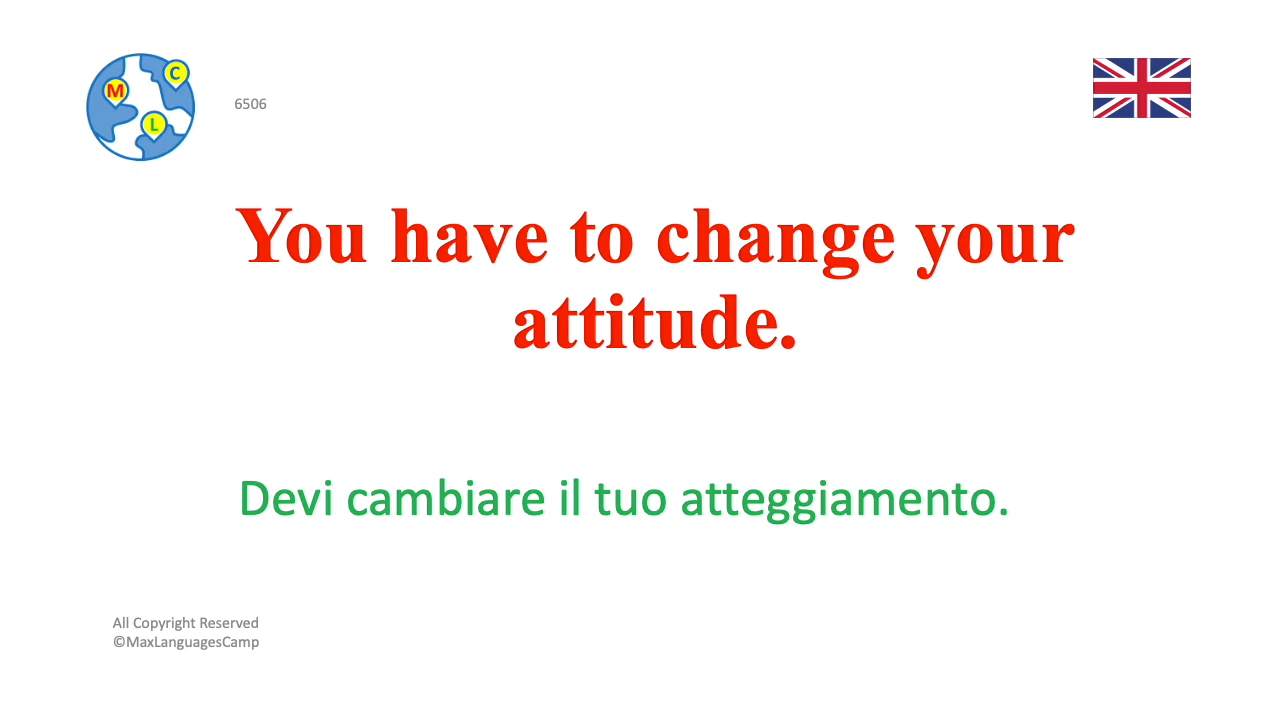 M
C
L
6506
You have to change your
attitude.
Devi cambiare il tuo atteggiamento.
All Copyright Reserved
©MaxLanguagesCamp